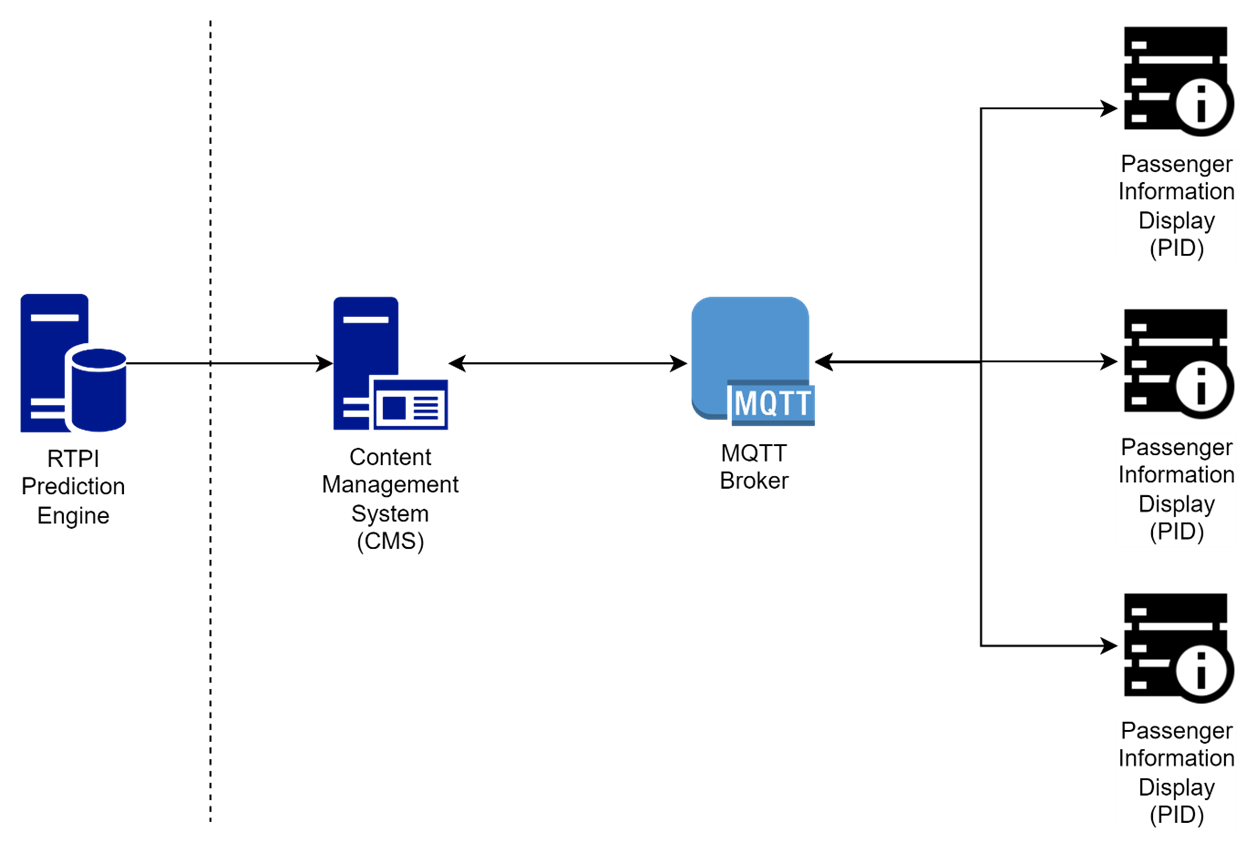 RTPI
Prediction
Engine
Content
Management
System
(CMS)
MQTT
MQTT
Broker
i
Passenger
Information
Display
(PID)
i
Passenger
Information
Display
(PID)
i
Passenger
Information
Display
(PID)